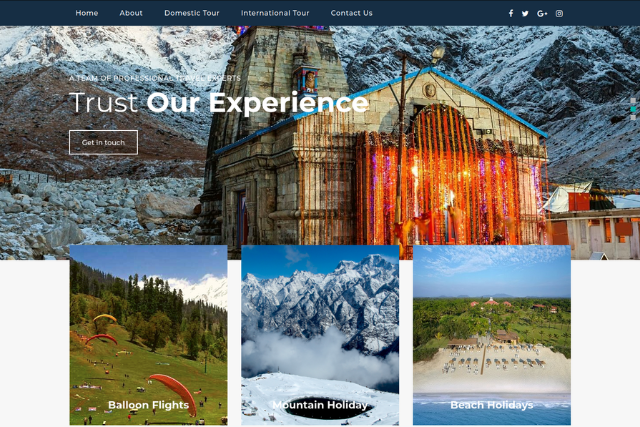 Home About Domestic Tour International Tour Contact Us
A TEAM OF PROFESSIONAL TRAVEL EXPERTS
Trust Our Experience
Get in touch
Balloon Flights Mountain Holiday Beach Holidays